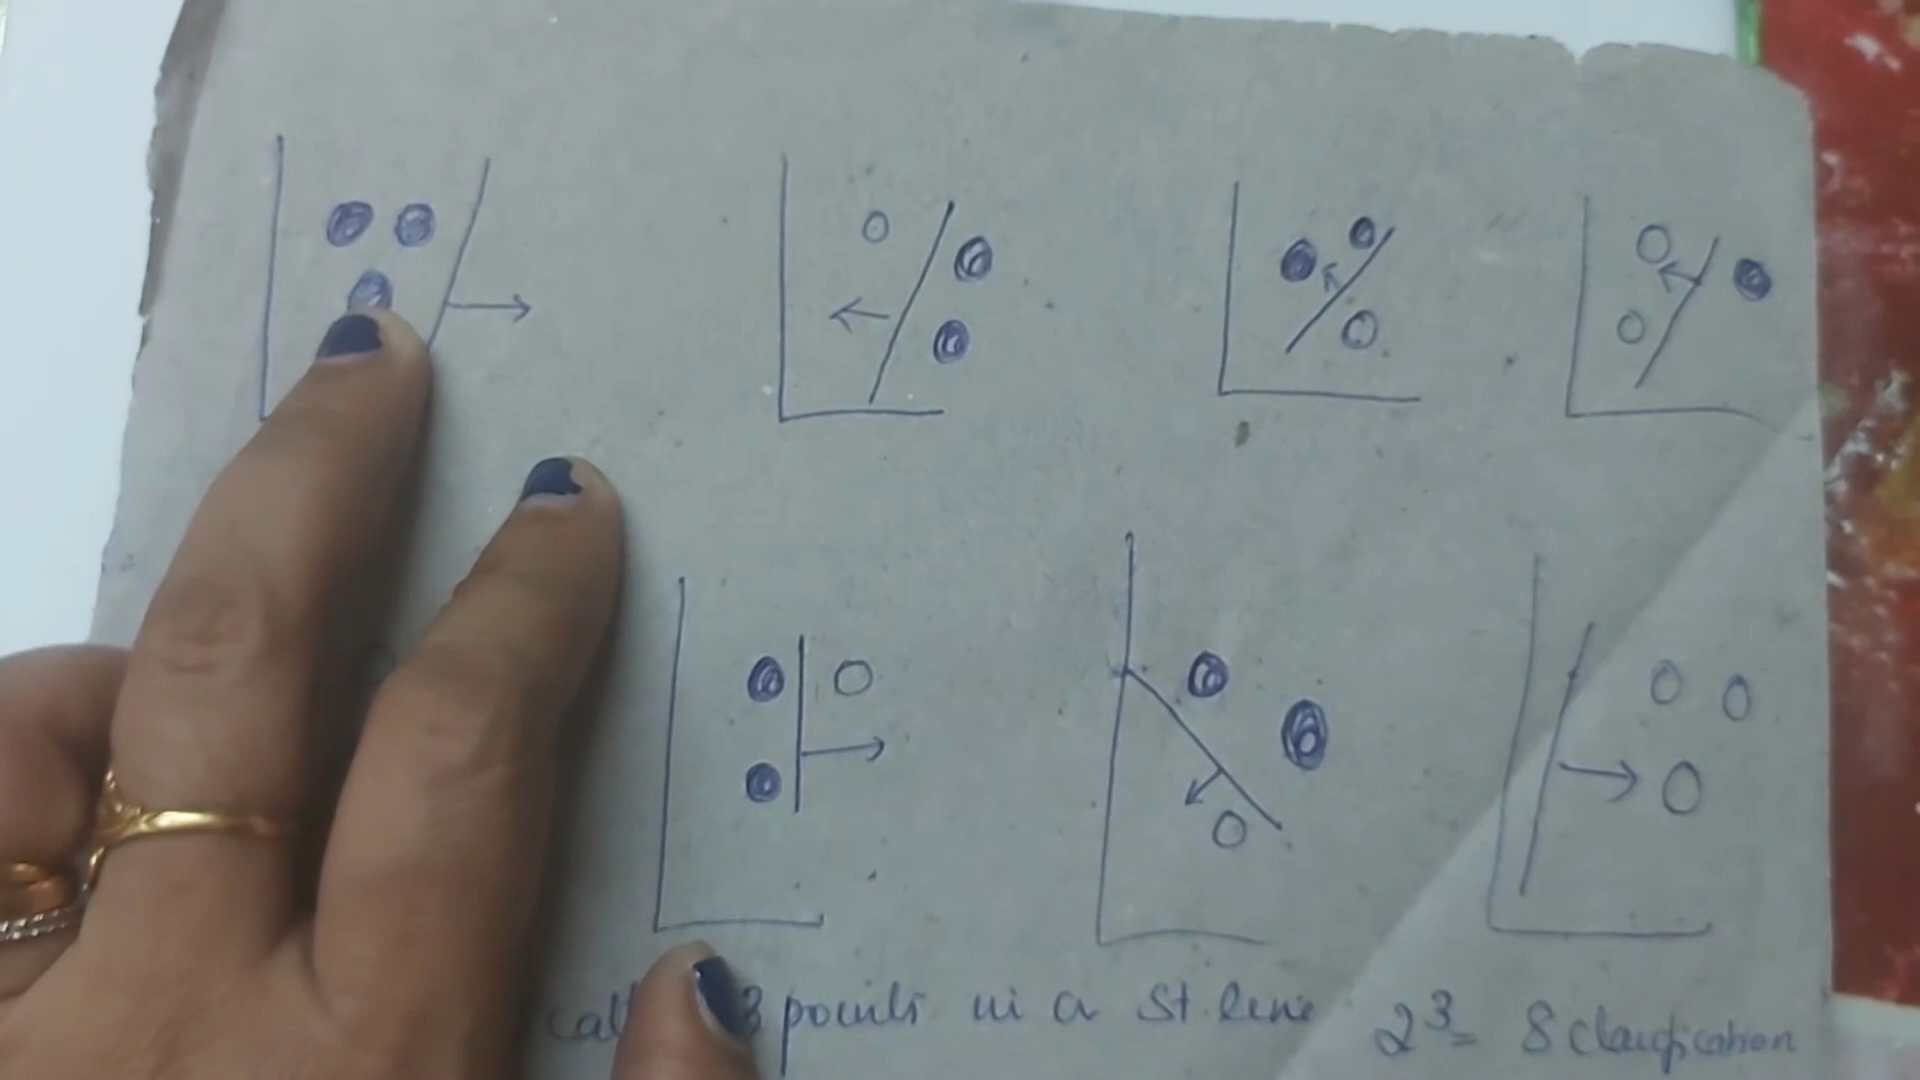 3 points in a St. line 2³ = 8 classification